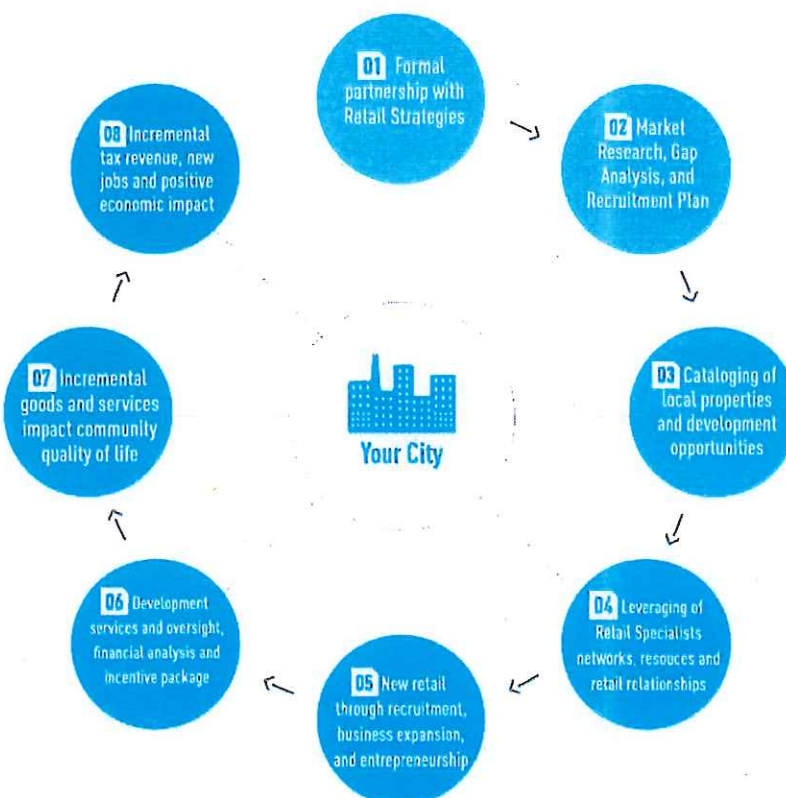 01 Formal
partnership with
Retail Strategies
02 Market
Research, Gap
Analysis, and
Recruitment Plan
03 Cataloging of
local properties
and development
opportunities
04 Leveraging of
Retail Specialists
networks, resouces and
retail relationships
05 New retail
through recruitment,
business expansion,
and entrepreneurship
06 Development
services and oversight,
financial analysis and
incentive package
07 Incremental
goods and services
impact community
quality of life
08 Incremental
tax revenue, new
jobs and positive
economic impact
Your City